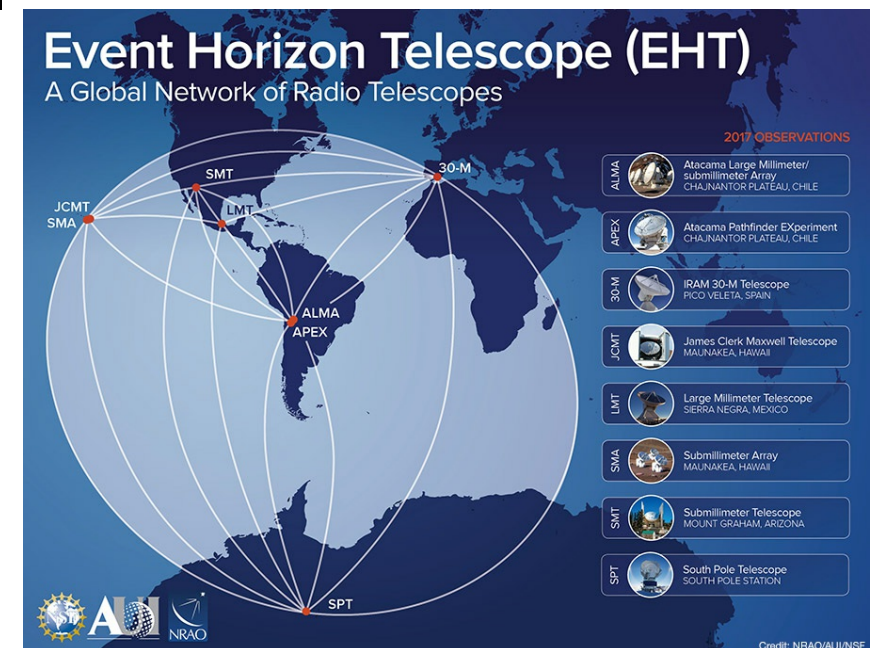 Event Horizon Telescope (EHT)
A Global Network of Radio Telescopes
2017 OBSERVATIONS
SMT
30-M
JCMT
SMA
LMT
ALMA
APEX
SPT
ALMA
Atacama Large Millimeter/
submillimeter Array
CHAJNANTOR PLATEAU, CHILE
APEX
Atacama Pathfinder EXperiment
CHAJNANTOR PLATEAU, CHILE
30-M
IRAM 30-M Telescope
PICO VELETA, SPAIN
JCMT
James Clerk Maxwell Telescope
MAUNAKEA, HAWAII
LMT
Large Millimeter Telescope
SIERRA NEGRA, MEXICO
SMA
Submillimeter Array
MAUNAKEA, HAWAII
SMT
Submillimeter Telescope
MOUNT GRAHAM, ARIZONA
SPT
South Pole Telescope
SOUTH POLE STATION
NSF
AUI
NRAO
Credit: NRAO/AUI/NSF